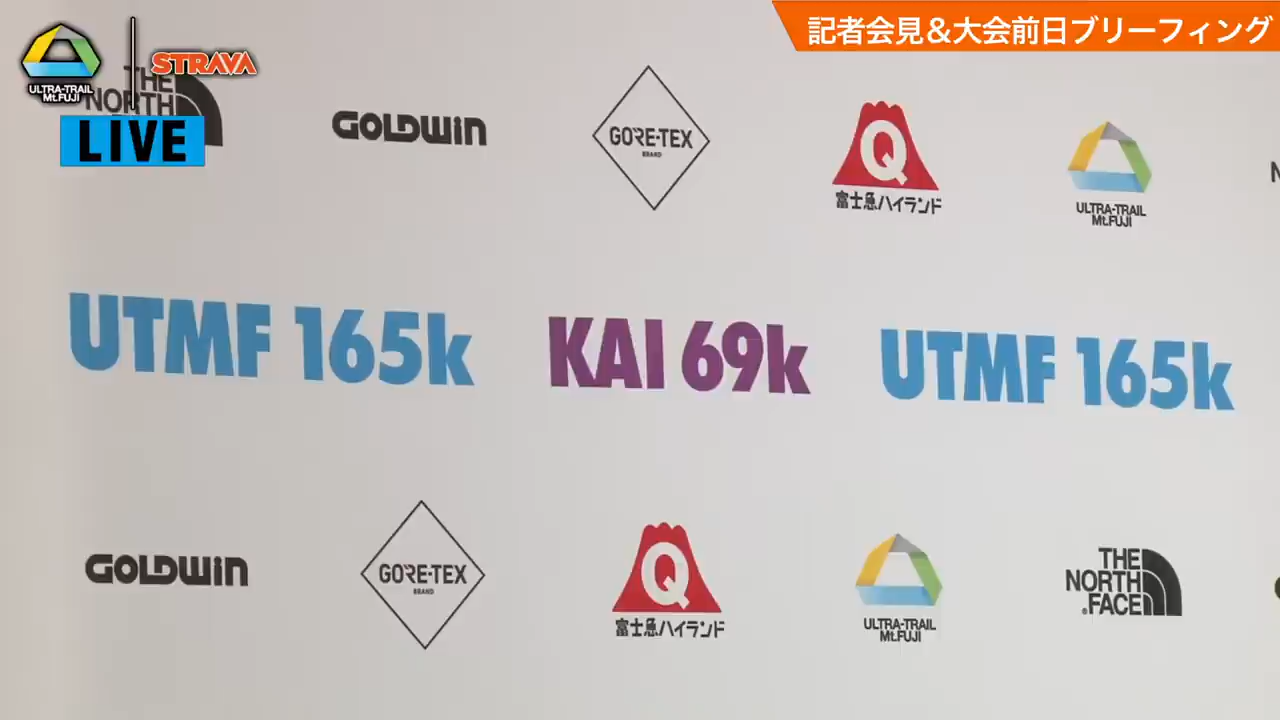 記者会見&大会前日ブリーフィング
ULTRA-TRAIL
Mt.FUJI
STRAVA
LIVE
THE
NORTH
GOLDWIN
GORE-TEX
BRAND
Q
富士急ハイランド
ULTRA-TRAIL
Mt.FUJI
N
UTMF 165k
KAI 69k
UTMF 165k
GOLDWIN
GORE-TEX
BRAND
Q
富士急ハイランド
ULTRA-TRAIL
Mt.FUJI
THE
NORTH
FACE